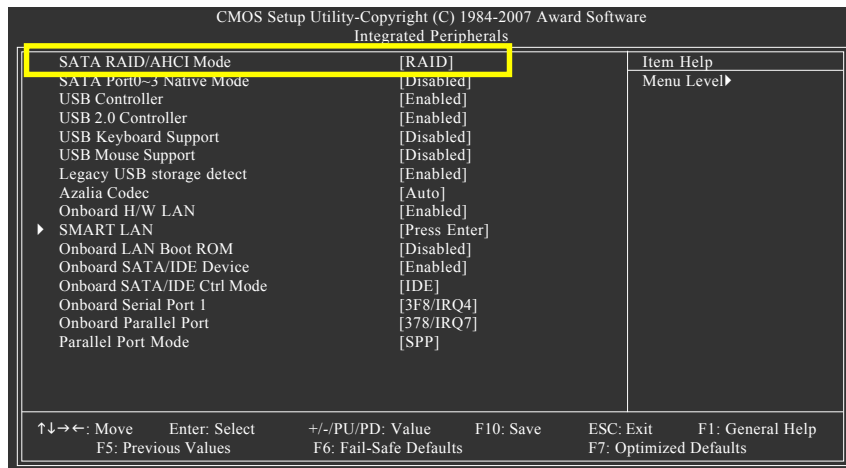 CMOS Setup Utility-Copyright (C) 1984-2007 Award Software
Integrated Peripherals
SATA RAID/AHCI Mode [RAID] Item Help
SATA Port0~3 Native Mode [Disabled] Menu Level▶
USB Controller [Enabled]
USB 2.0 Controller [Enabled]
USB Keyboard Support [Disabled]
USB Mouse Support [Disabled]
Legacy USB storage detect [Enabled]
Azalia Codec [Auto]
Onboard H/W LAN [Enabled]
▶ SMART LAN [Press Enter]
Onboard LAN Boot ROM [Disabled]
Onboard SATA/IDE Device [Enabled]
Onboard SATA/IDE Ctrl Mode [IDE]
Onboard Serial Port 1 [3F8/IRQ4]
Onboard Parallel Port [378/IRQ7]
Parallel Port Mode [SPP]
↑↓→←: Move Enter: Select +/-/PU/PD: Value F10: Save ESC: Exit F1: General Help
F5: Previous Values F6: Fail-Safe Defaults F7: Optimized Defaults